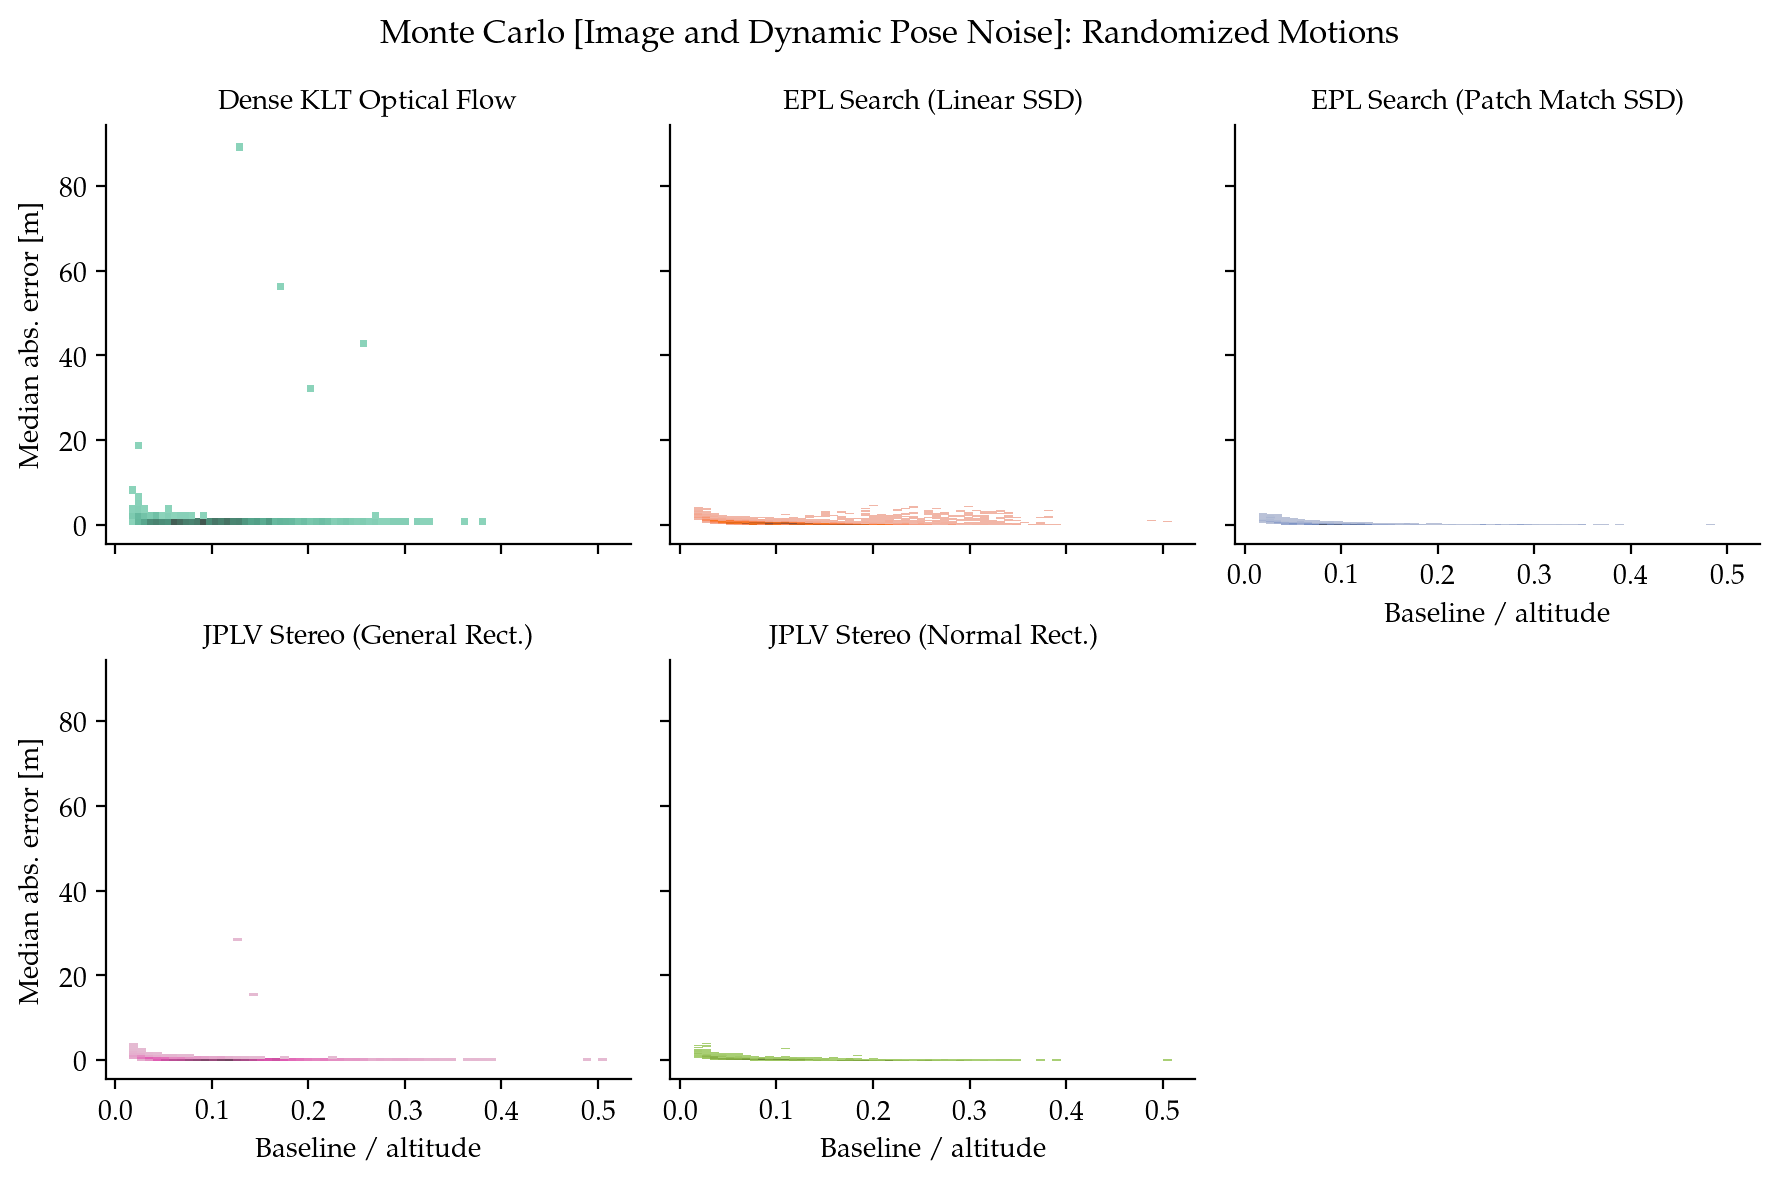 Monte Carlo [Image and Dynamic Pose Noise]: Randomized Motions
Dense KLT Optical Flow
EPL Search (Linear SSD)
EPL Search (Patch Match SSD)
Median abs. error [m]
80
60
40
20
0
0.0 0.1 0.2 0.3 0.4 0.5
Baseline / altitude
JPLV Stereo (General Rect.)
JPLV Stereo (Normal Rect.)
Median abs. error [m]
80
60
40
20
0
0.0 0.1 0.2 0.3 0.4 0.5
Baseline / altitude
0.0 0.1 0.2 0.3 0.4 0.5
Baseline / altitude